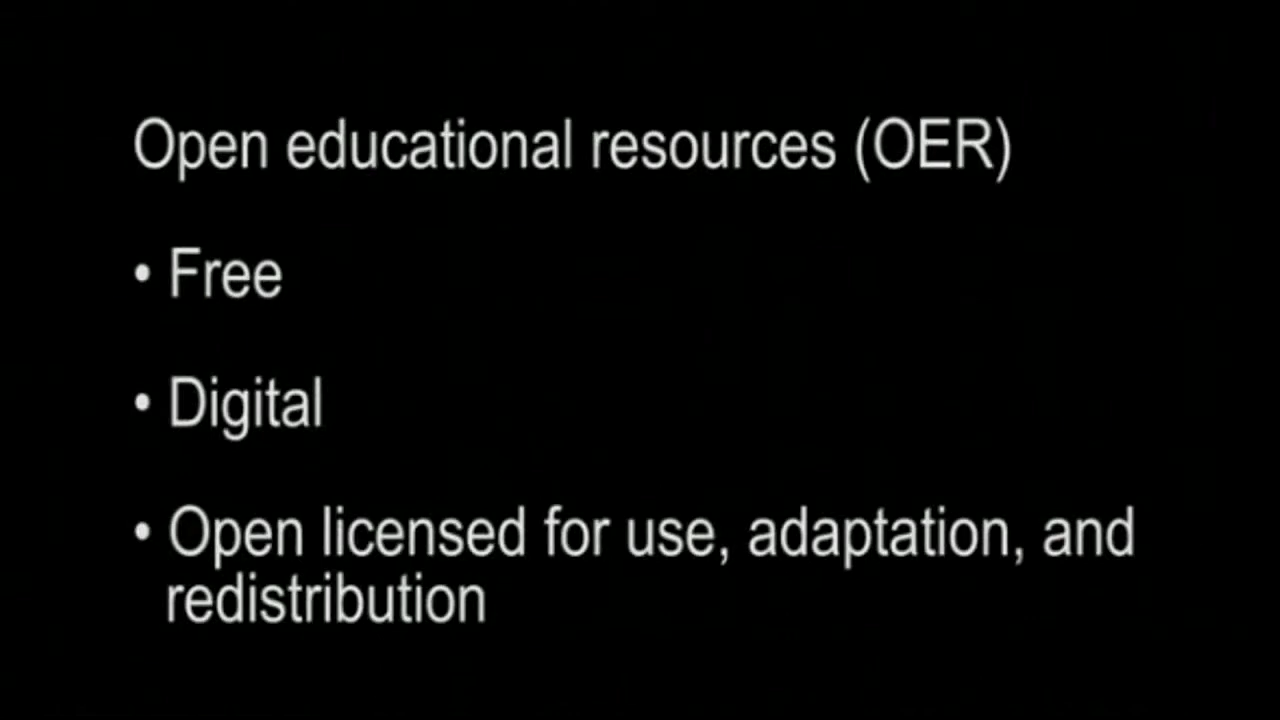 Open educational resources (OER)
• Free
• Digital
• Open licensed for use, adaptation, and
redistribution